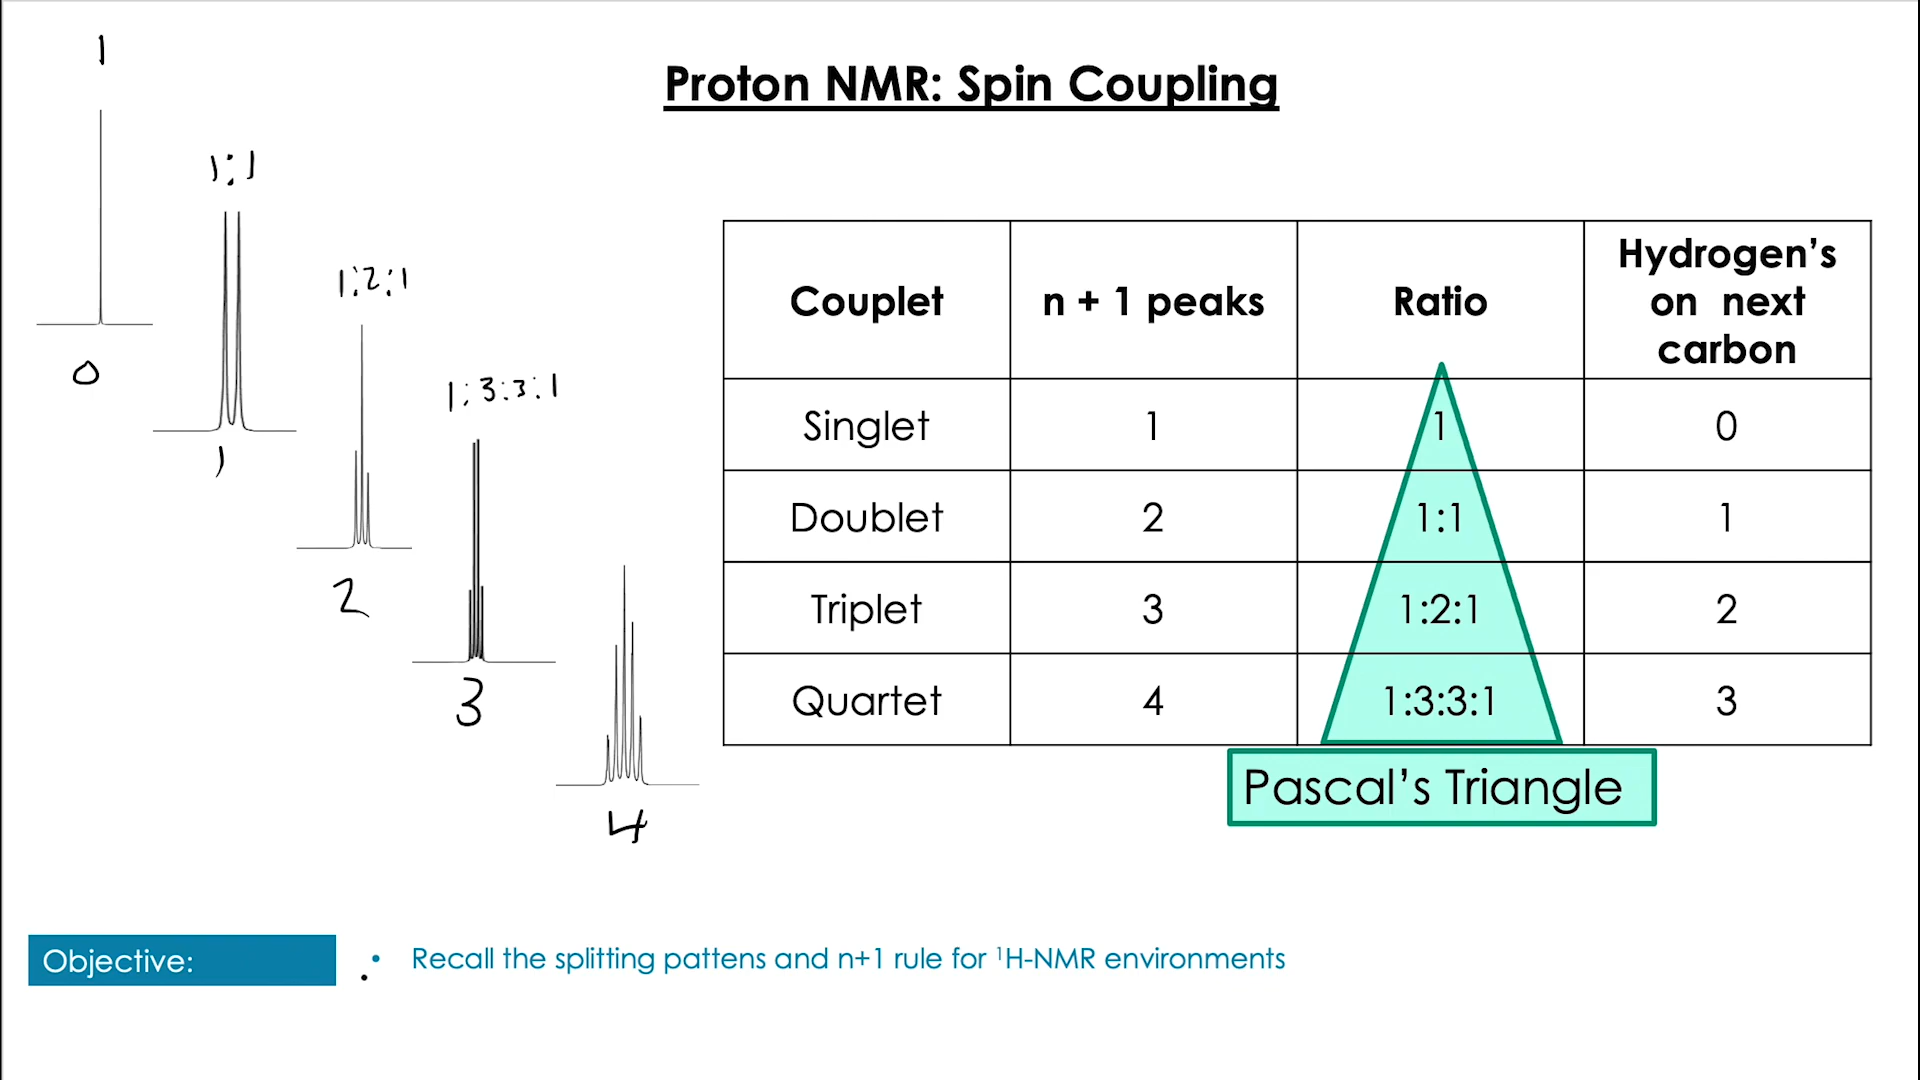 Proton NMR: Spin Coupling
1
0
1:1
1
1:2:1
2
1:3:3:1
3
4
Couplet n + 1 peaks Ratio Hydrogen's on next carbon
Singlet 1 1 0
Doublet 2 1:1 1
Triplet 3 1:2:1 2
Quartet 4 1:3:3:1 3
Pascal's Triangle
Objective:
• Recall the splitting pattens and n+1 rule for ¹H-NMR environments